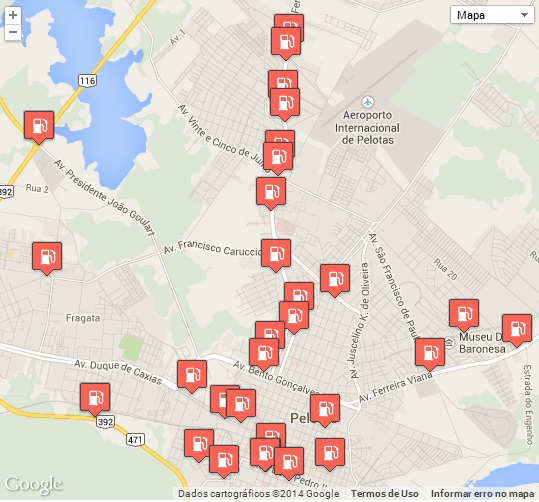 +
−
Mapa
Av. 1
116
Aeroporto
Internacional
de Pelotas
Av. Vinte e Cinco de Julho
392
Rua 2
Av. Presidente João Goulart
Av. Francisco Caruccio
Av. São Francisco de Paula
Rua 20
Av. Juscelino K. de Oliveira
Fragata
Museu Da
Baronesa
Av. Duque de Caxias
Av. Bento Gonçalves
Av. Ferreira Viana
Estrada do Engenho
392
471
Google
Dados cartográficos ©2014 Google
Termos de Uso
Informar erro no mapa